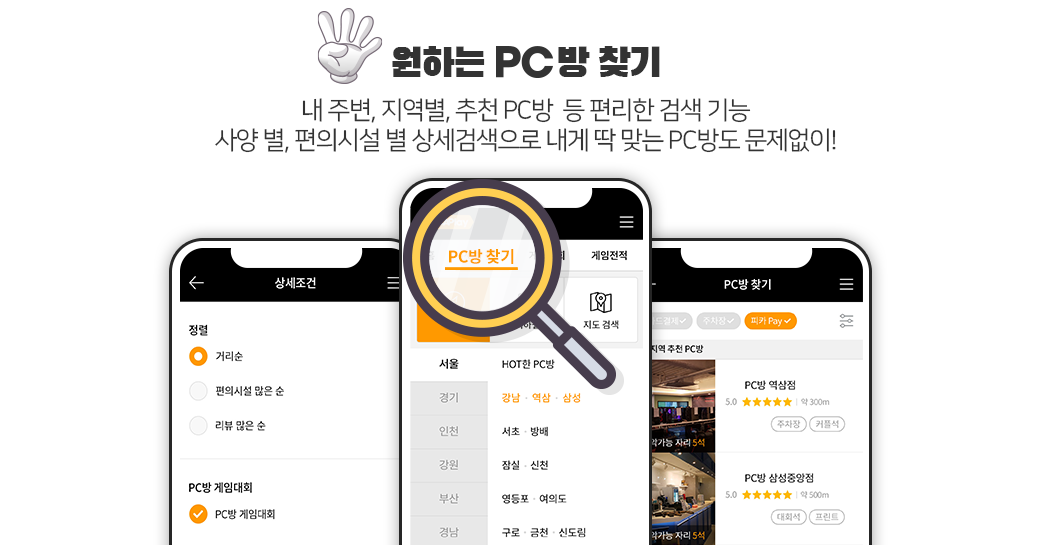 원하는 PC방 찾기
내 주변, 지역별, 추천 PC방 등 편리한 검색 기능
사양 별, 편의시설 별 상세검색으로 내게 딱 맞는 PC방도 문제없이!
상세조건
정렬
거리순
편의시설 많은 순
리뷰 많은 순
PC방 게임대회
PC방 게임대회
PC방 찾기
게임전적
지도 검색
서울
HOT한 PC방
경기
강남 · 역삼 · 삼성
인천
서초 · 방배
강원
잠실 · 신천
부산
영등포 · 여의도
경남
구로 · 금천 · 신도림
PC방 찾기
주차장
피카 Pay
지역 추천 PC방
PC방 역삼점
5.0 약 300m
주차장 커플석
가능 자리 5석
PC방 삼성중앙점
5.0 약 500m
대회석 프린트
가능 자리 5석